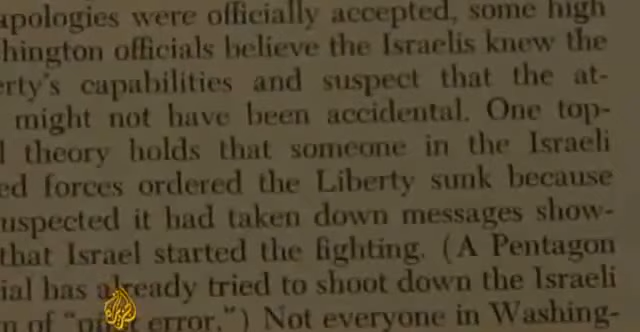 apologies were officially accepted, some high
hington officials believe the Israelis knew the
erty's capabilities and suspect that the at-
might not have been accidental. One top-
l theory holds that someone in the Israeli
ed forces ordered the Liberty sunk because
uspected it had taken down messages show-
that Israel started the fighting. (A Pentagon
ial has already tried to shoot down the Israeli
n of " error.") Not everyone in Washing-